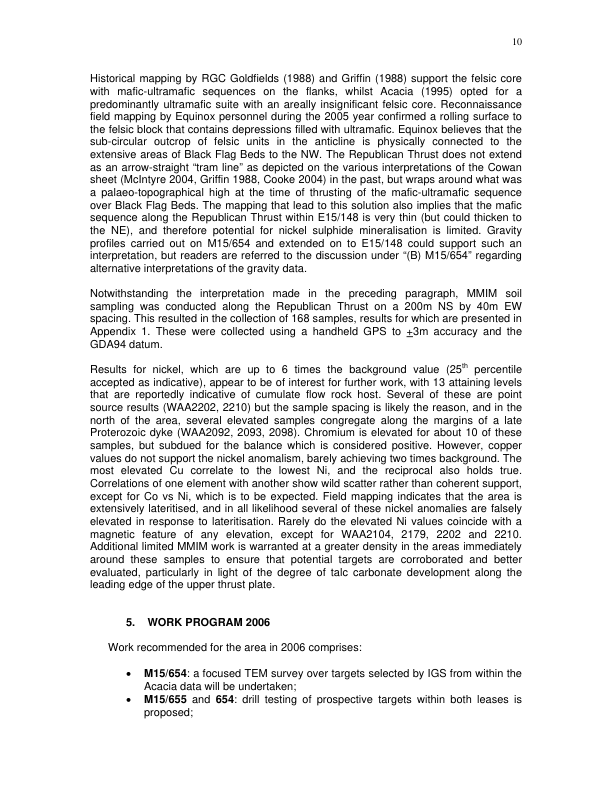 10
Historical mapping by RGC Goldfields (1988) and Griffin (1988) support the felsic core
with mafic-ultramafic sequences on the flanks, whilst Acacia (1995) opted for a
predominantly ultramafic suite with an areally insignificant felsic core. Reconnaissance
field mapping by Equinox personnel during the 2005 year confirmed a rolling surface to
the felsic block that contains depressions filled with ultramafic. Equinox believes that the
sub-circular outcrop of felsic units in the anticline is physically connected to the
extensive areas of Black Flag Beds to the NW. The Republican Thrust does not extend
as an arrow-straight “tram line” as depicted on the various interpretations of the Cowan
sheet (McIntyre 2004, Griffin 1988, Cooke 2004) in the past, but wraps around what was
a palaeo-topographical high at the time of thrusting of the mafic-ultramafic sequence
over Black Flag Beds. The mapping that lead to this solution also implies that the mafic
sequence along the Republican Thrust within E15/148 is very thin (but could thicken to
the NE), and therefore potential for nickel sulphide mineralisation is limited. Gravity
profiles carried out on M15/654 and extended on to E15/148 could support such an
interpretation, but readers are referred to the discussion under “(B) M15/654” regarding
alternative interpretations of the gravity data.
Notwithstanding the interpretation made in the preceding paragraph, MMIM soil
sampling was conducted along the Republican Thrust on a 200m NS by 40m EW
spacing. This resulted in the collection of 168 samples, results for which are presented in
Appendix 1. These were collected using a handheld GPS to ±3m accuracy and the
GDA94 datum.
Results for nickel, which are up to 6 times the background value (25th percentile
accepted as indicative), appear to be of interest for further work, with 13 attaining levels
that are reportedly indicative of cumulate flow rock host. Several of these are point
source results (WAA2202, 2210) but the sample spacing is likely the reason, and in the
north of the area, several elevated samples congregate along the margins of a late
Proterozoic dyke (WAA2092, 2093, 2098). Chromium is elevated for about 10 of these
samples, but subdued for the balance which is considered positive. However, copper
values do not support the nickel anomalism, barely achieving two times background. The
most elevated Cu correlate to the lowest Ni, and the reciprocal also holds true.
Correlations of one element with another show wild scatter rather than coherent support,
except for Co vs Ni, which is to be expected. Field mapping indicates that the area is
extensively lateritised, and in all likelihood several of these nickel anomalies are falsely
elevated in response to lateritisation. Rarely do the elevated Ni values coincide with a
magnetic feature of any elevation, except for WAA2104, 2179, 2202 and 2210.
Additional limited MMIM work is warranted at a greater density in the areas immediately
around these samples to ensure that potential targets are corroborated and better
evaluated, particularly in light of the degree of talc carbonate development along the
leading edge of the upper thrust plate.
5. WORK PROGRAM 2006
Work recommended for the area in 2006 comprises:
• M15/654: a focused TEM survey over targets selected by IGS from within the
Acacia data will be undertaken;
• M15/655 and 654: drill testing of prospective targets within both leases is
proposed;